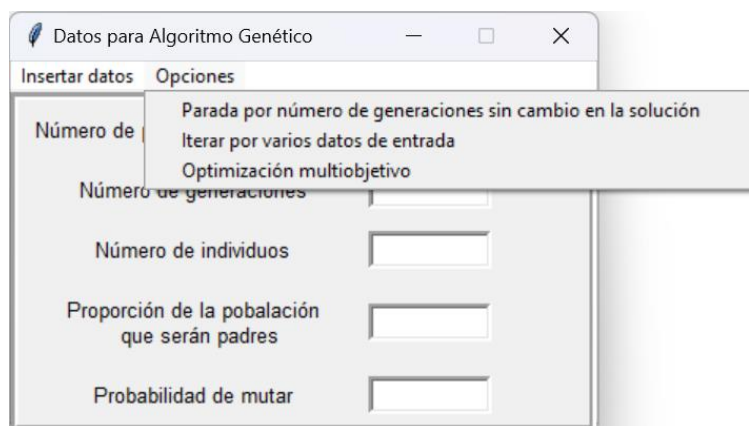 Datos para Algoritmo Genético
Insertar datos Opciones
Parada por número de generaciones sin cambio en la solución
Iterar por varios datos de entrada
Optimización multiobjetivo
Número de
Número de generaciones
Número de individuos
Proporción de la pobalación
que serán padres
Probabilidad de mutar